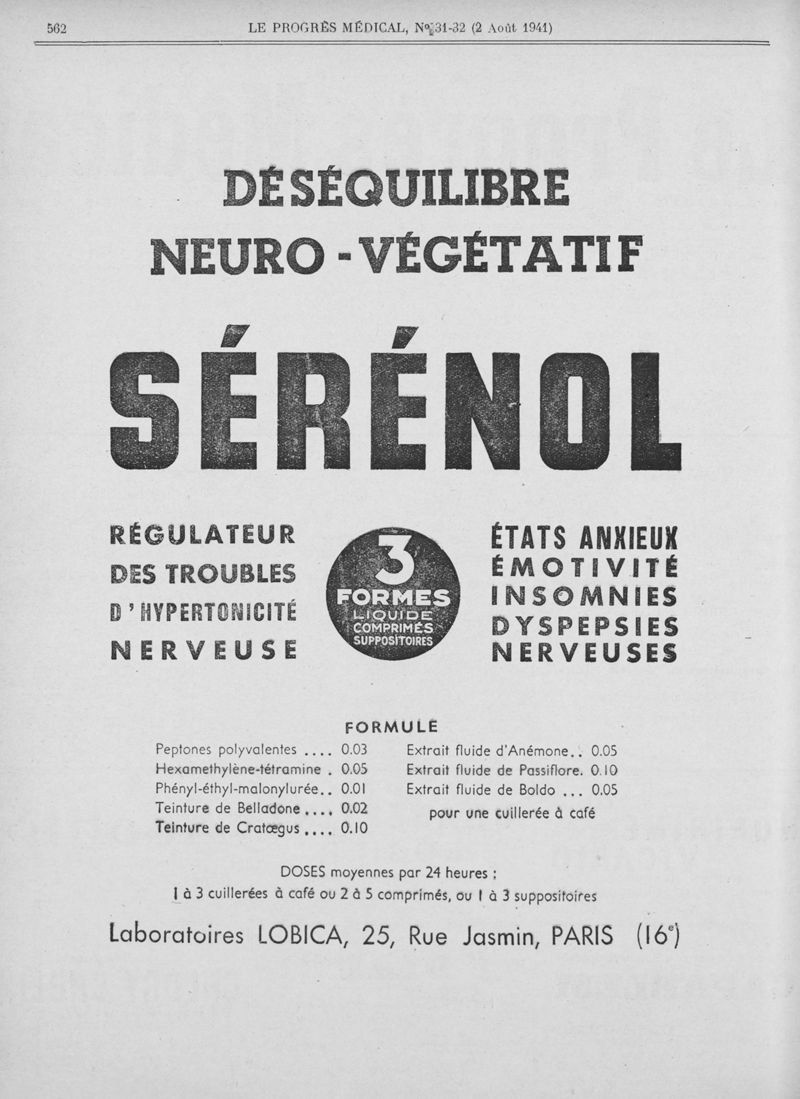 562
LE PROGRÈS MÉDICAL, Nos 31-32 (2 Août 1941)
DÉSÉQUILIBRE
NEURO-VÉGÉTATIF
SÉRÉNOL
RÉGULATEUR
DES TROUBLES
D'HYPERTONICITÉ
NERVEUSE
3
FORMES
LIQUIDE
COMPRIMÉS
SUPPOSITOIRES
ÉTATS ANXIEUX
ÉMOTIVITÉ
INSOMNIES
DYSPEPSIES
NERVEUSES
FORMULE
Peptones polyvalentes .... 0.03
Hexamethylène-tétramine . 0.05
Phényl-éthyl-malonylurée.. 0.01
Teinture de Belladone .... 0.02
Teinture de Cratœgus .... 0.10
Extrait fluide d'Anémone.. 0.05
Extrait fluide de Passiflore. 0.10
Extrait fluide de Boldo ... 0.05
pour une cuillerée à café
DOSES moyennes par 24 heures :
1 à 3 cuillerées à café ou 2 à 5 comprimés, ou 1 à 3 suppositoires
Laboratoires LOBICA, 25, Rue Jasmin, PARIS (16e)